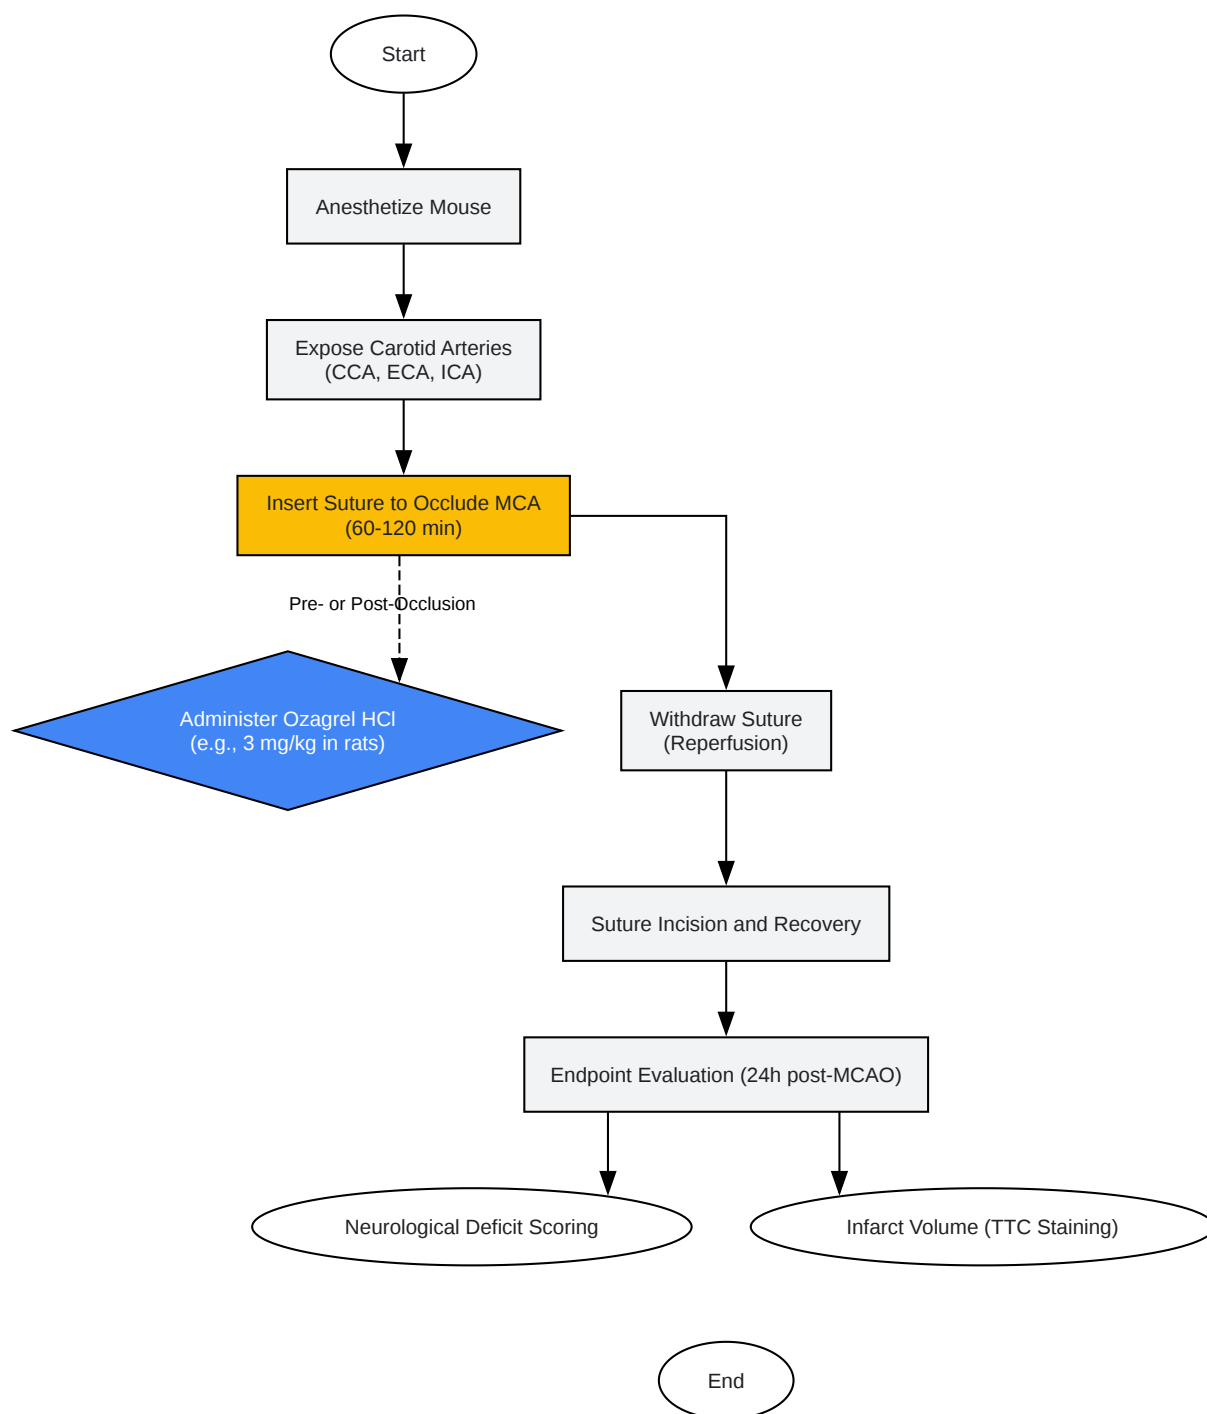 Start
Anesthetize Mouse
Expose Carotid Arteries
(CCA, ECA, ICA)
Insert Suture to Occlude MCA
(60-120 min)
Pre- or Post-Occlusion
Administer Ozagrel HCl
(e.g., 3 mg/kg in rats)
Withdraw Suture
(Reperfusion)
Suture Incision and Recovery
Endpoint Evaluation (24h post-MCAO)
Neurological Deficit Scoring
Infarct Volume (TTC Staining)
End